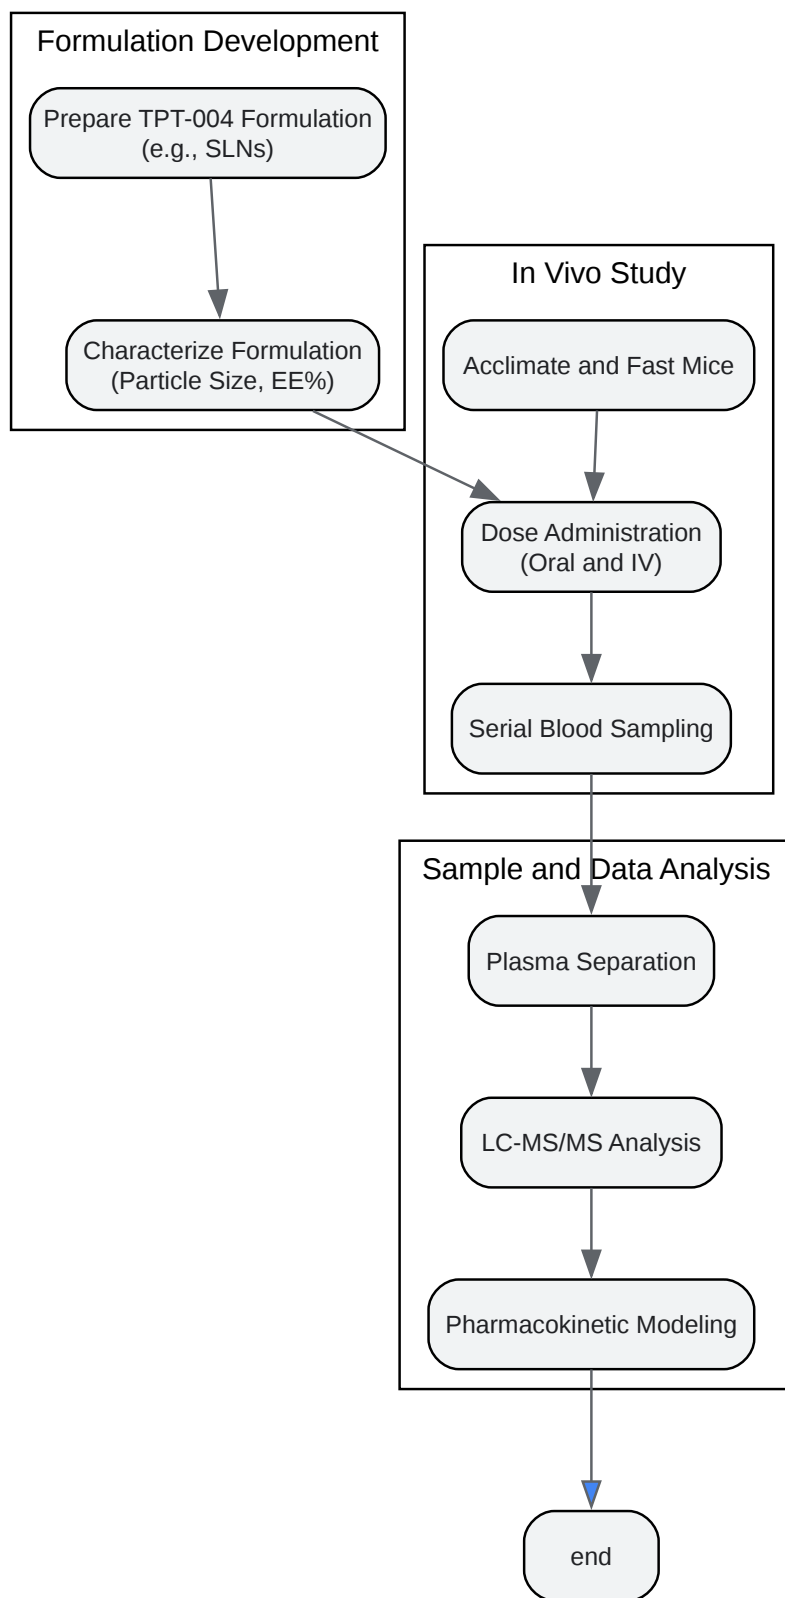 Formulation Development
Prepare TPT-004 Formulation
(e.g., SLNs)
Characterize Formulation
(Particle Size, EE%)
In Vivo Study
Acclimate and Fast Mice
Dose Administration
(Oral and IV)
Serial Blood Sampling
Sample and Data Analysis
Plasma Separation
LC-MS/MS Analysis
Pharmacokinetic Modeling
end